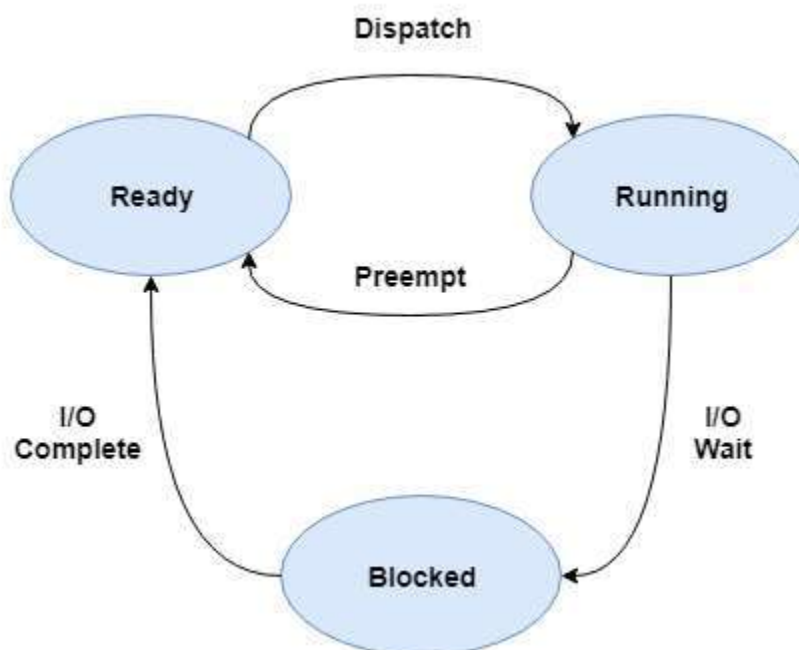 Dispatch
Ready
Running
Preempt
I/O
Complete
I/O
Wait
Blocked